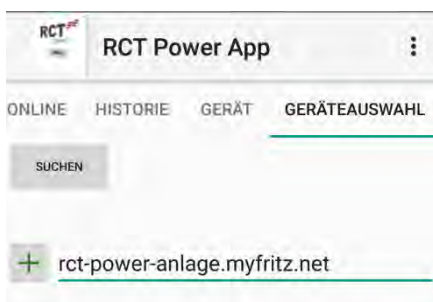 RCT
RCT Power App
ONLINE HISTORIE GERÄT GERÄTEAUSWAHL
SUCHEN
+ rct-power-anlage.myfritz.net